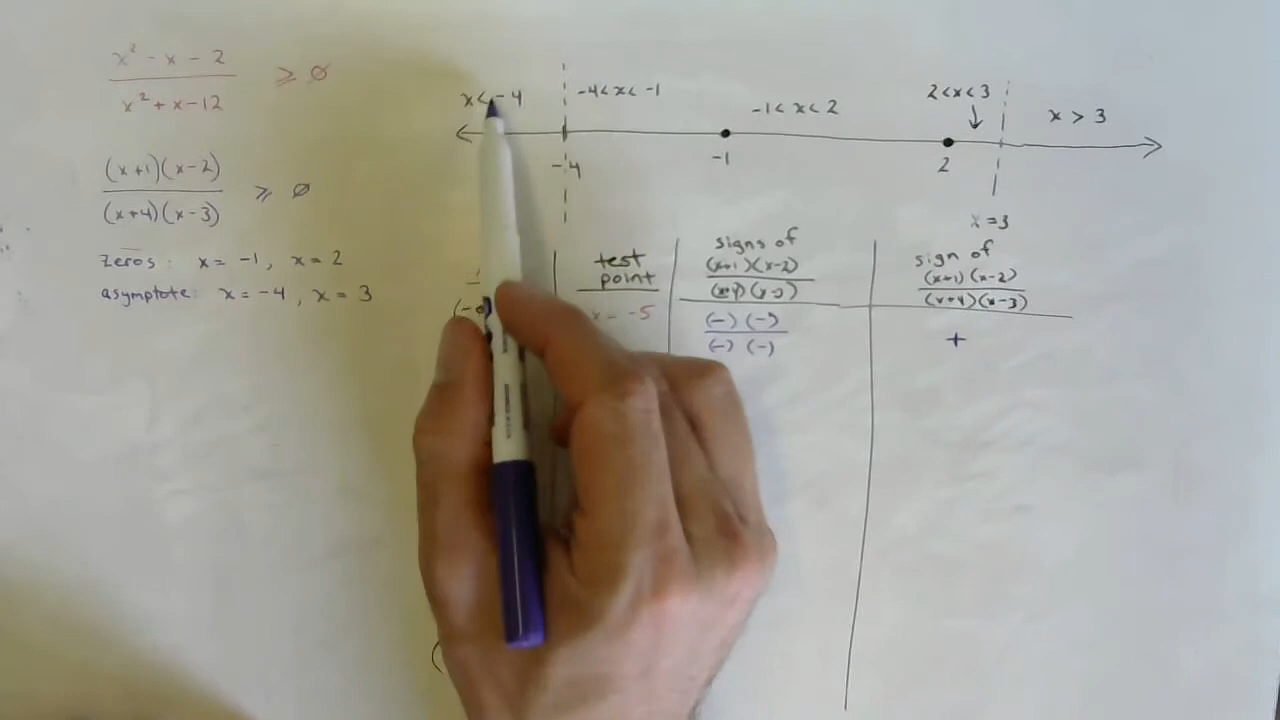 x² - x - 2
x² + x - 12
≥ 0
(x+1)(x-2)
(x+4)(x-3)
≥ 0
zeros: x = -1, x = 2
asymptote: x = -4, x = 3
x < -4
-4 < x < -1
-1 < x < 2
2 < x < 3
x > 3
-4
-1
2
x = 3
test
point
signs of
(x+1)(x-2)
(x+4)(x-3)
sign of
(x+1)(x-2)
(x+4)(x-3)
x = -5
(-) (-)
(-) (-)
+